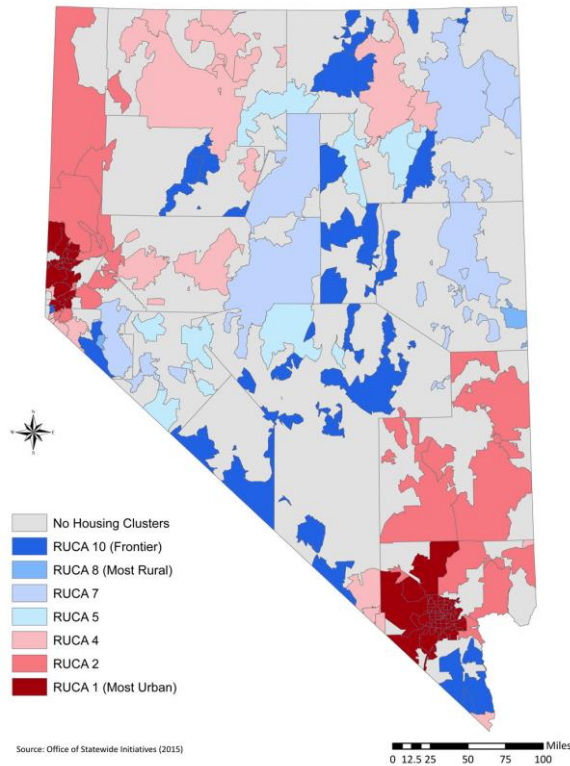 N
W
E
S
No Housing Clusters
RUCA 10 (Frontier)
RUCA 8 (Most Rural)
RUCA 7
RUCA 5
RUCA 4
RUCA 2
RUCA 1 (Most Urban)
Source: Office of Statewide Initiatives (2015)
Miles
0 12.5 25 50 75 100